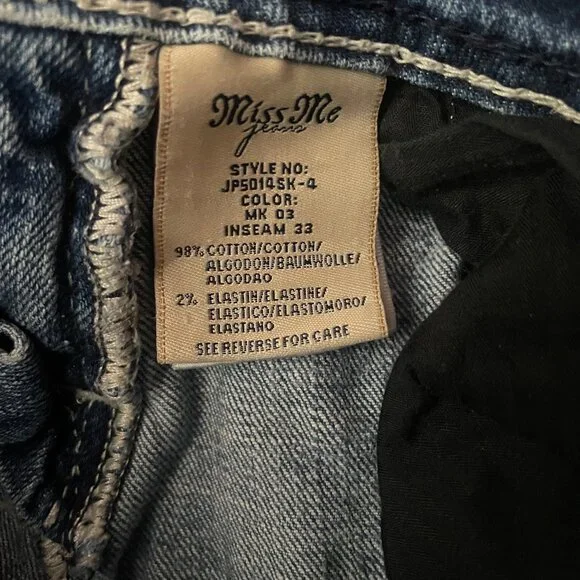 Miss Me
jeans
STYLE NO:
JP5014SK-4
COLOR:
MK 03
INSEAM 33
98% COTTON/COTTON/
ALGODON/BAUMWOLLE/
ALGODAO
2% ELASTIN/ELASTINE/
ELASTICO/ELASTOMORO/
ELASTANO
SEE REVERSE FOR CARE